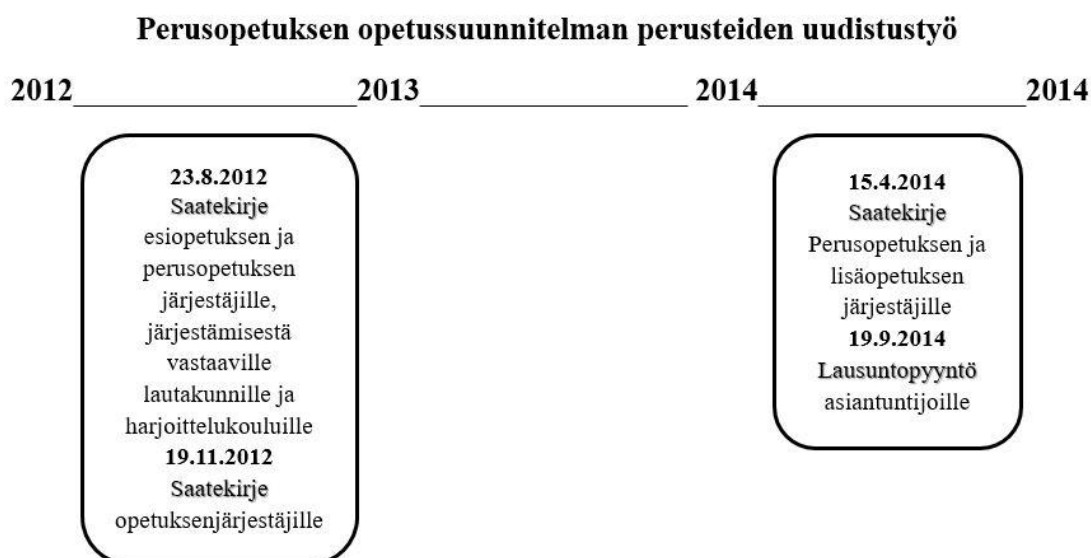 Perusopetuksen opetussuunnitelman perusteiden uudistustyö
2012 2013 2014 2014
23.8.2012
Saatekirje
esiopetuksen ja
perusopetuksen
järjestäjille,
järjestämisestä
vastaaville
lautakunnille ja
harjoittelukouluille
19.11.2012
Saatekirje
opetuksenjärjestäjille
15.4.2014
Saatekirje
Perusopetuksen ja
lisäopetuksen
järjestäjille
19.9.2014
Lausuntopyyntö
asiantuntijoille